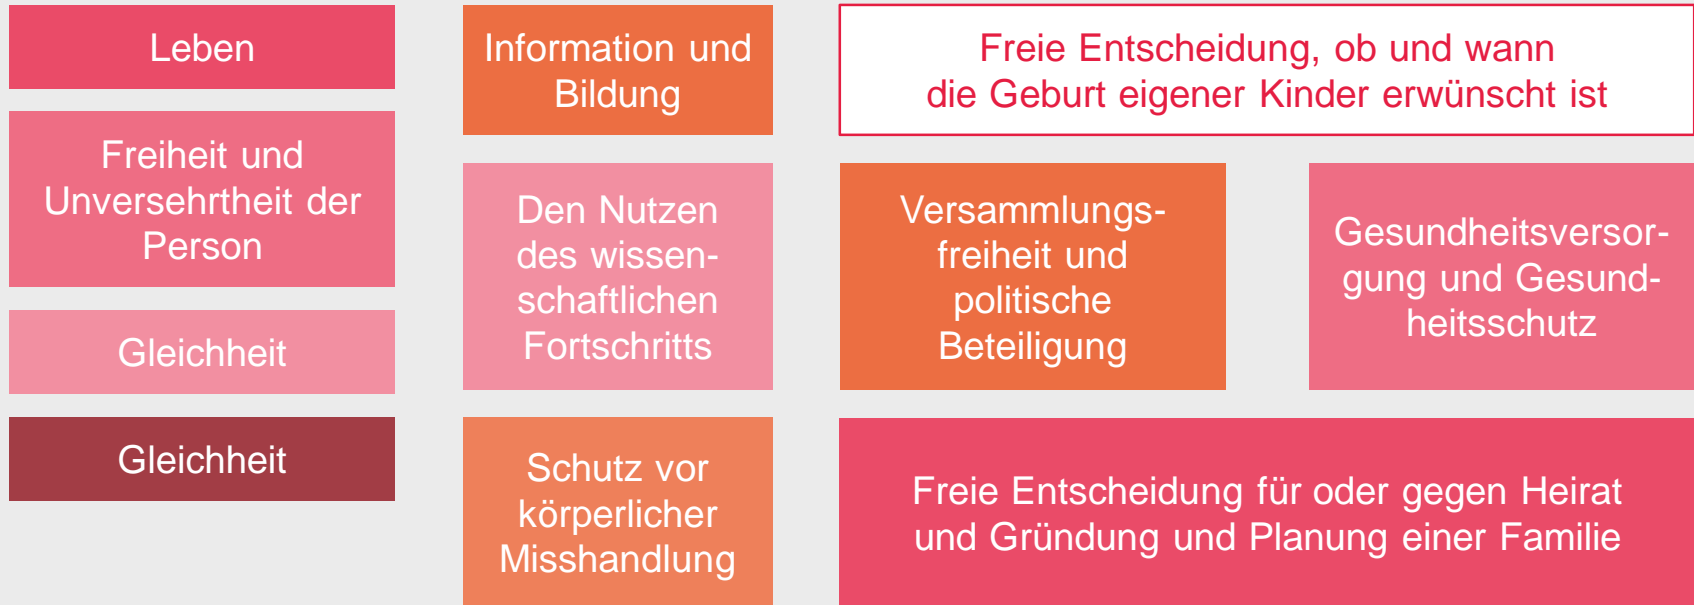 Leben
Freiheit und
Unversehrtheit der
Person
Gleichheit
Gleichheit
Information und
Bildung
Den Nutzen
des wissen-
schaftlichen
Fortschritts
Schutz vor
körperlicher
Misshandlung
Freie Entscheidung, ob und wann
die Geburt eigener Kinder erwünscht ist
Versammlungs-
freiheit und
politische
Beteiligung
Gesundheitsversor-
gung und Gesund-
heitsschutz
Freie Entscheidung für oder gegen Heirat
und Gründung und Planung einer Familie